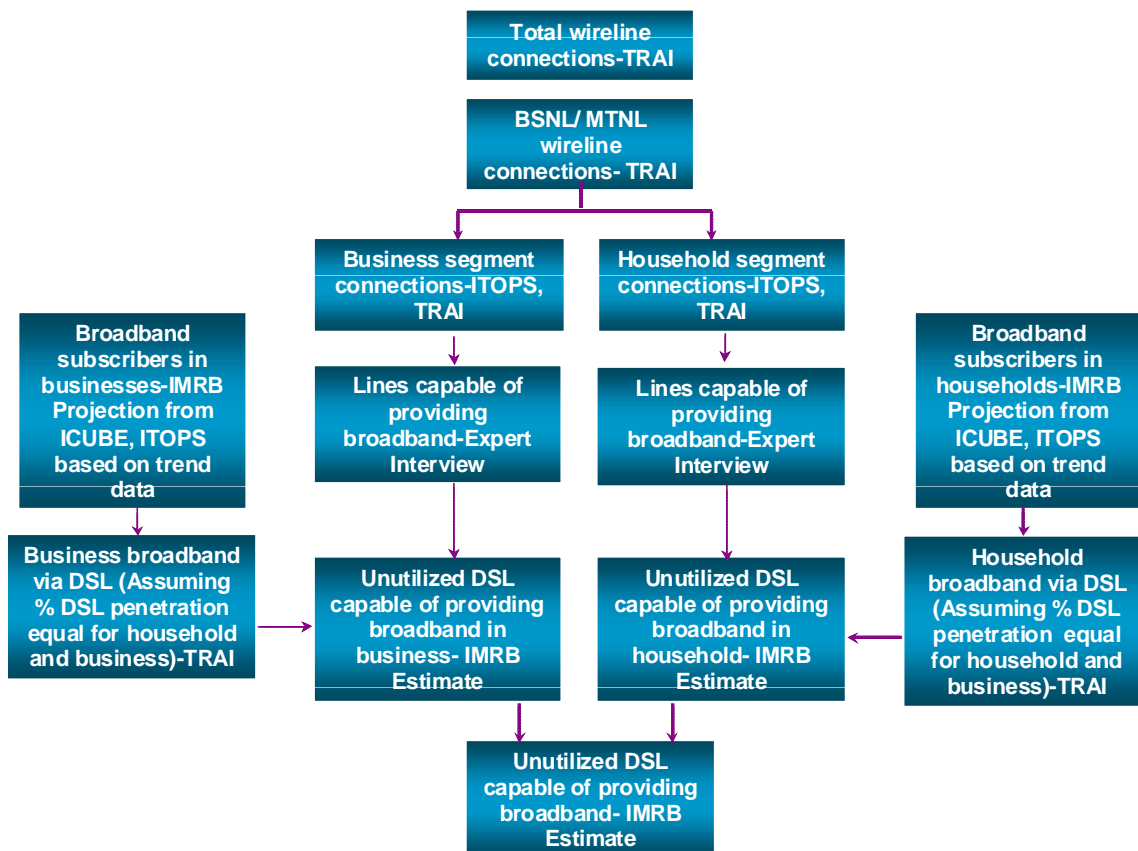 Total wireline
connections-TRAI
BSNL/ MTNL
wireline
connections- TRAI
Business segment
connections-ITOPS,
TRAI
Household segment
connections-ITOPS,
TRAI
Broadband
subscribers in
businesses-IMRB
Projection from
ICUBE, ITOPS
based on trend
data
Lines capable of
providing
broadband-Expert
Interview
Lines capable of
providing
broadband-Expert
Interview
Broadband
subscribers in
households-IMRB
Projection from
ICUBE, ITOPS
based on trend
data
Business broadband
via DSL (Assuming
% DSL penetration
equal for household
and business)-TRAI
Unutilized DSL
capable of providing
broadband in
business- IMRB
Estimate
Unutilized DSL
capable of providing
broadband in
household- IMRB
Estimate
Household
broadband via DSL
(Assuming % DSL
penetration equal
for household and
business)-TRAI
Unutilized DSL
capable of providing
broadband- IMRB
Estimate